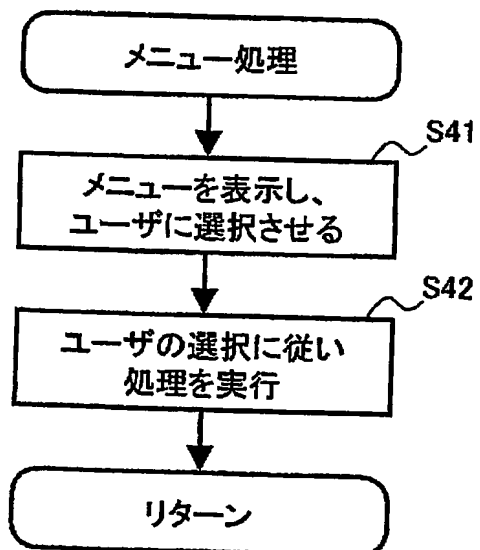 メニュー処理
S41
メニューを表示し、
ユーザに選択させる
S42
ユーザの選択に従い
処理を実行
リターン